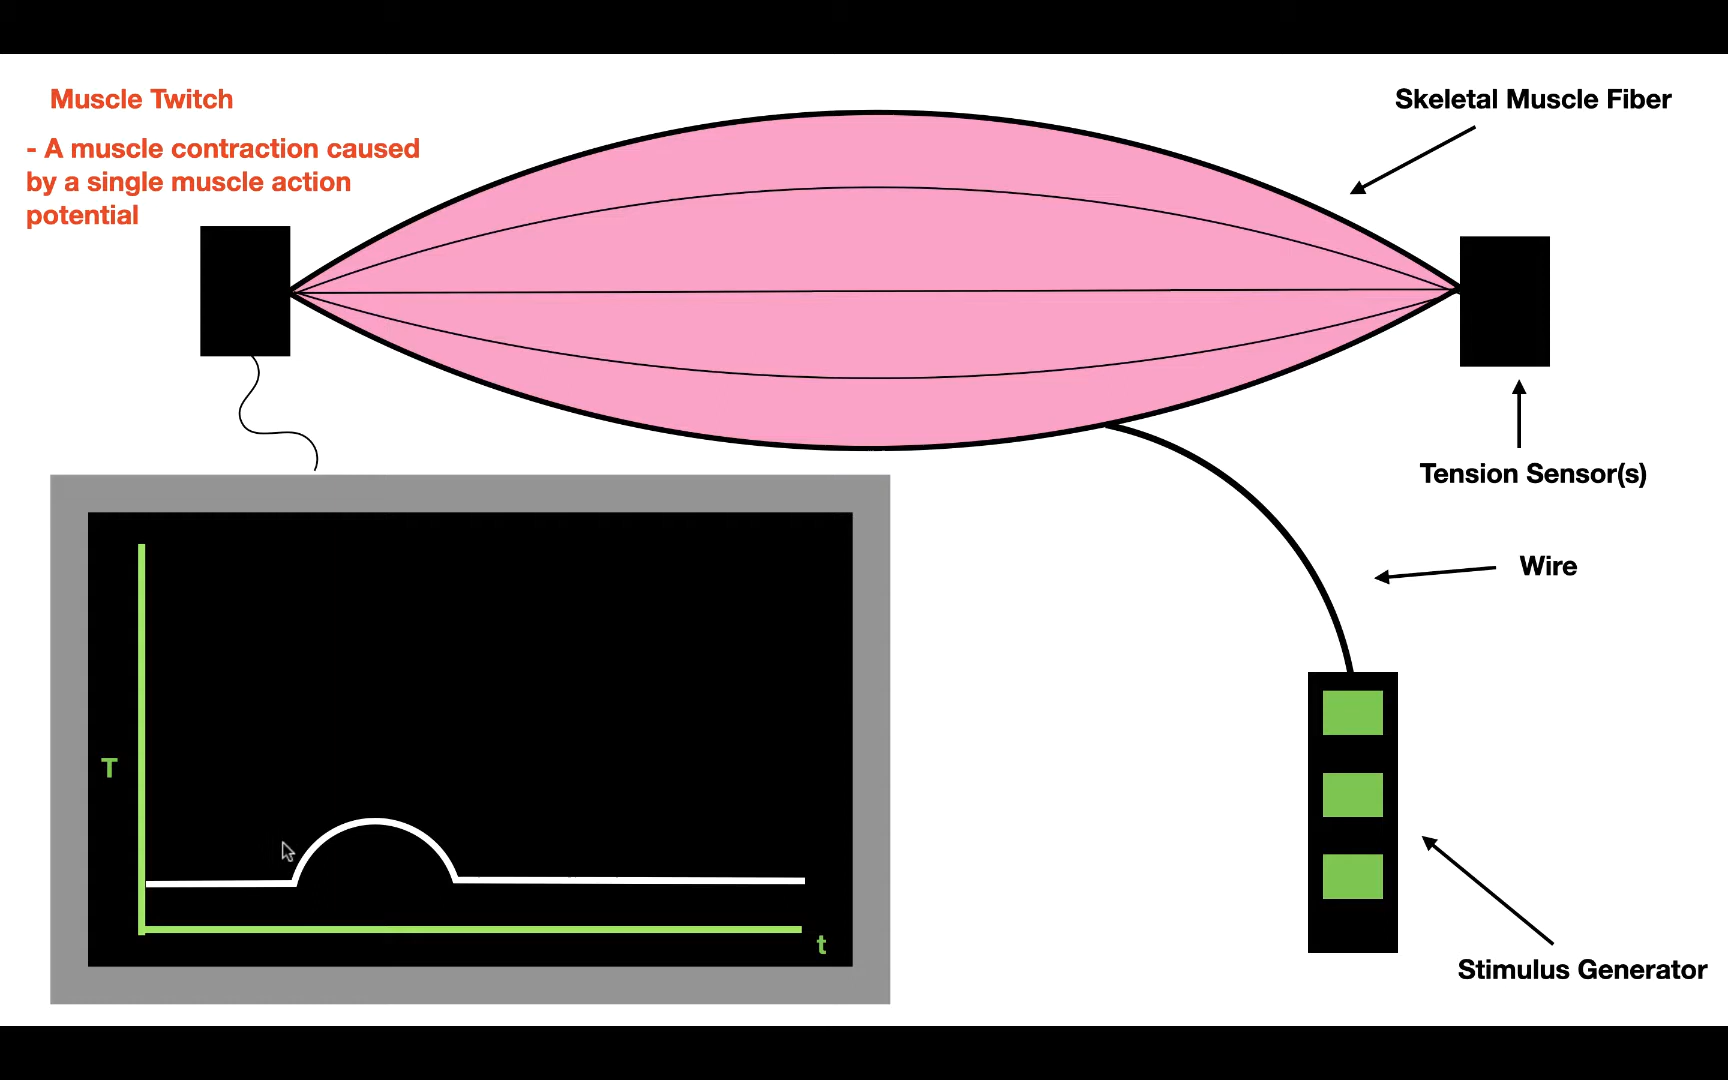 Muscle Twitch
- A muscle contraction caused
by a single muscle action
potential
Skeletal Muscle Fiber
Tension Sensor(s)
Wire
Stimulus Generator
T
t